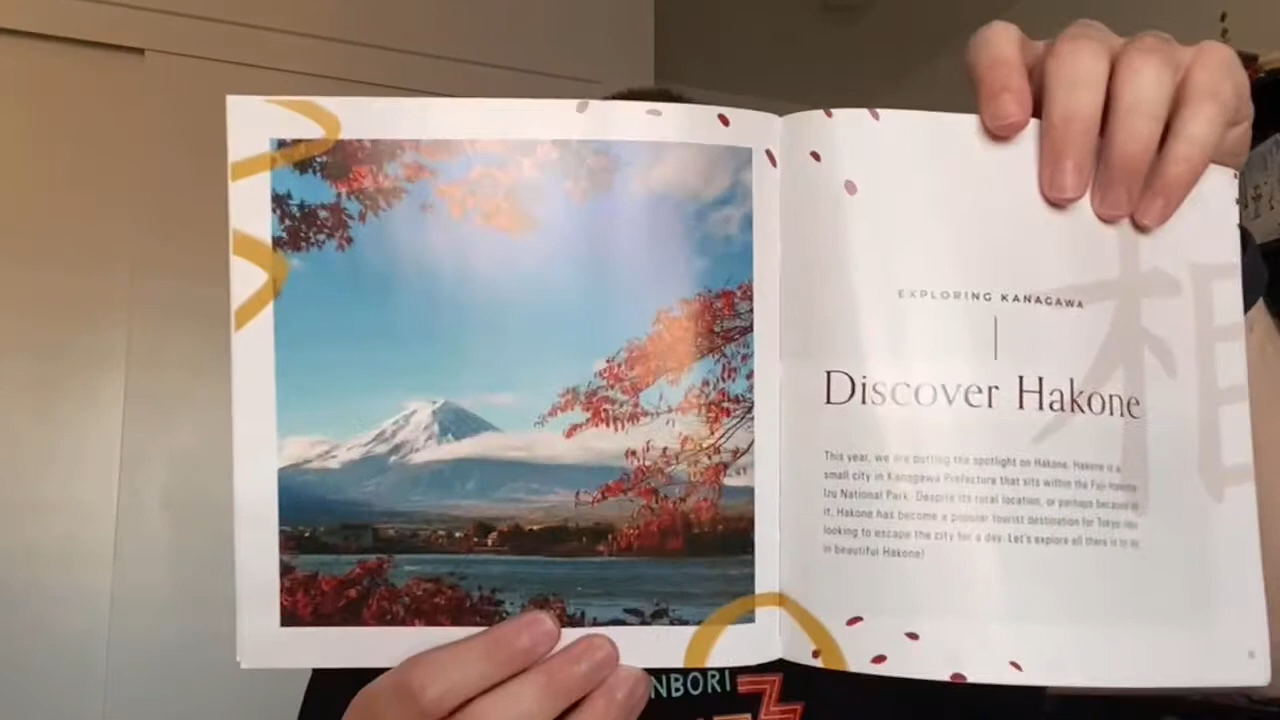 EXPLORING KANAGAWA
Discover Hakone
This year, we are putting the spotlight on Hakone. Hakone is a
small city in Kanagawa Prefecture that sits within the Fuji-Hakone
Izu National Park. Despite its rural location, or perhaps because of
it, Hakone has become a popular tourist destination for
looking to escape the city for a day. Let's explore all there is to
in beautiful Hakone!
相
NBORI